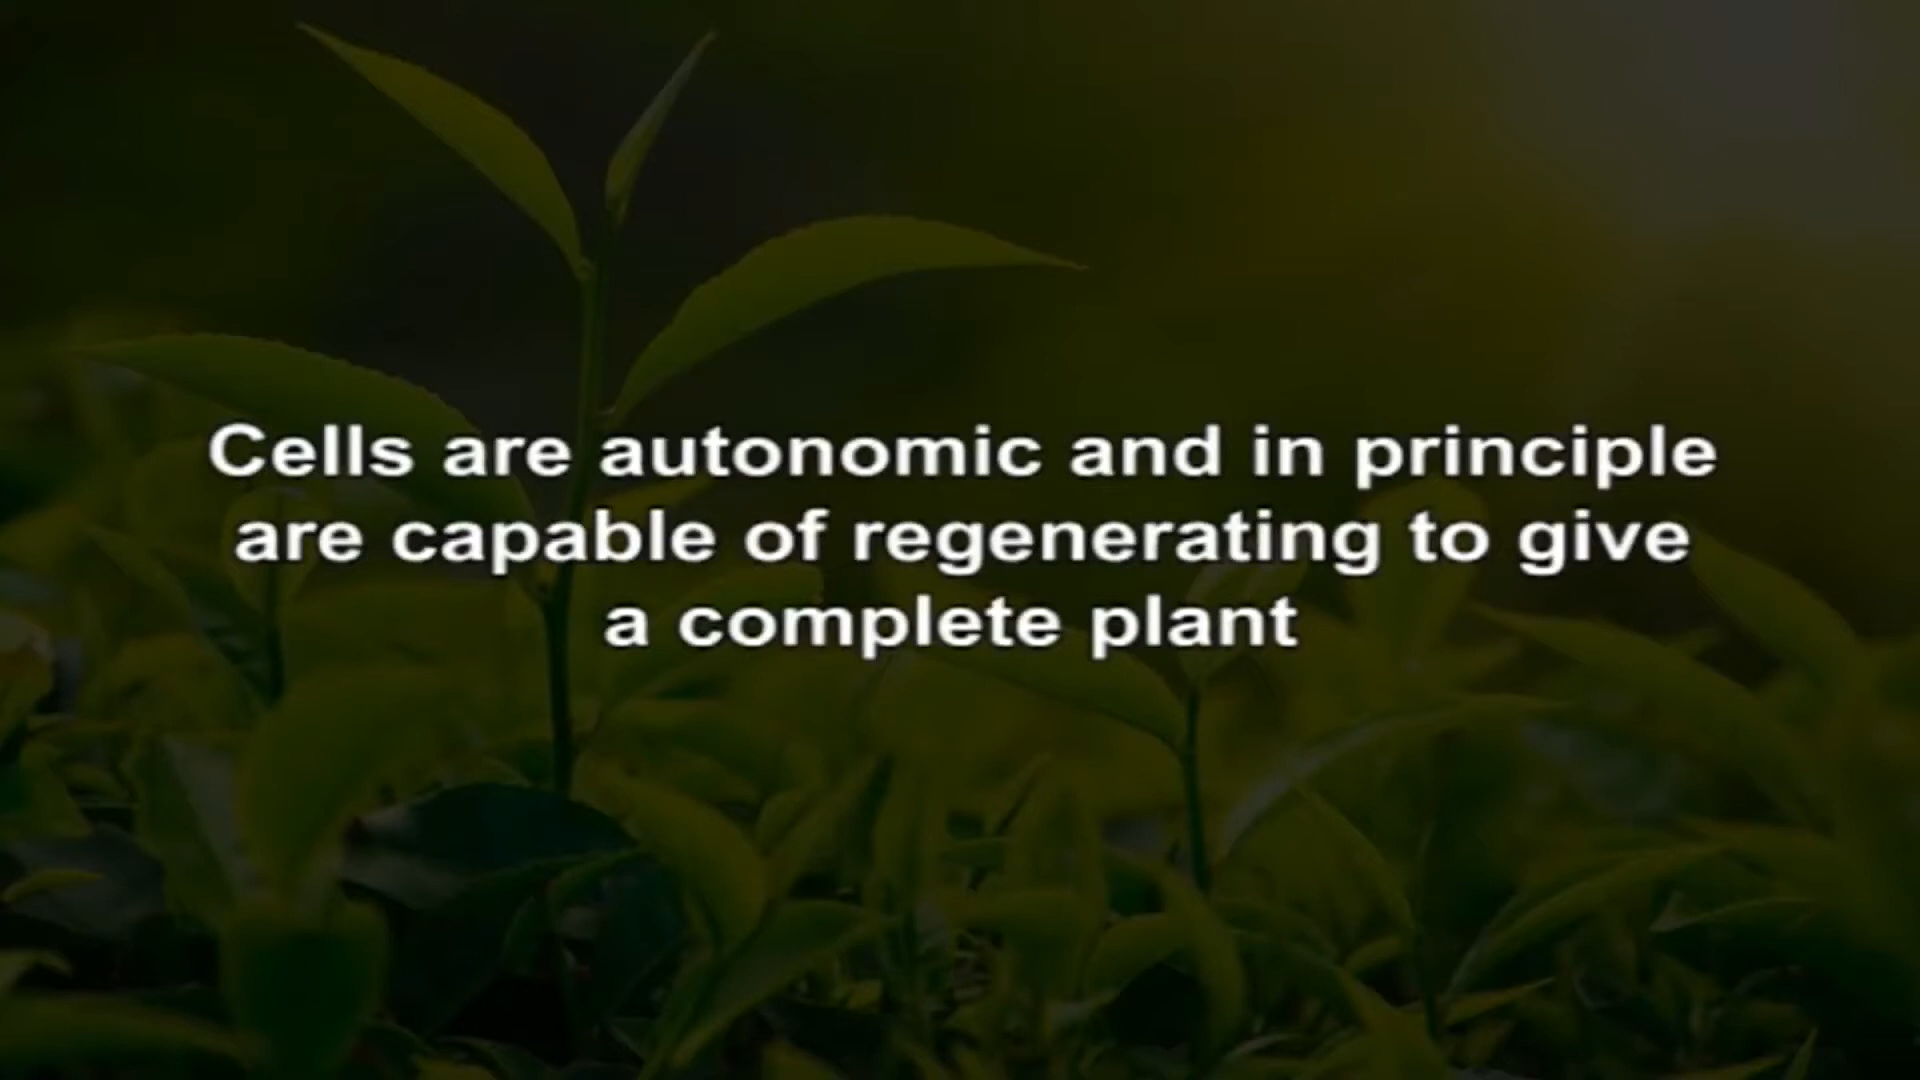 Cells are autonomic and in principle
are capable of regenerating to give
a complete plant